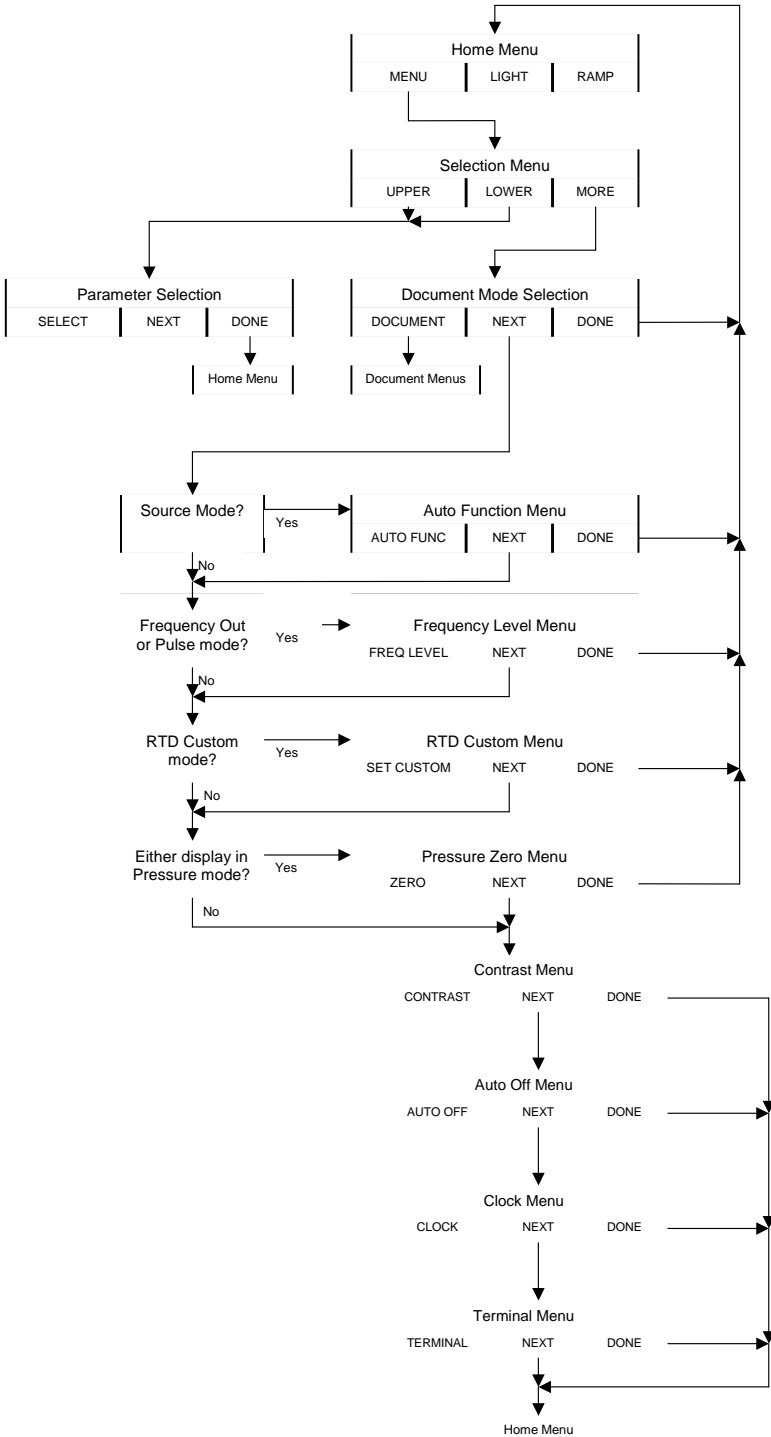 Home Menu
MENU LIGHT RAMP
Selection Menu
UPPER LOWER MORE
Parameter Selection
SELECT NEXT DONE
Home Menu
Document Mode Selection
DOCUMENT NEXT DONE
Document Menus
Source Mode?
Yes
No
Auto Function Menu
AUTO FUNC NEXT DONE
Frequency Out
or Pulse mode?
Yes
No
Frequency Level Menu
FREQ LEVEL NEXT DONE
RTD Custom
mode?
Yes
No
RTD Custom Menu
SET CUSTOM NEXT DONE
Either display in
Pressure mode?
Yes
No
Pressure Zero Menu
ZERO NEXT DONE
Contrast Menu
CONTRAST NEXT DONE
Auto Off Menu
AUTO OFF NEXT DONE
Clock Menu
CLOCK NEXT DONE
Terminal Menu
TERMINAL NEXT DONE
Home Menu